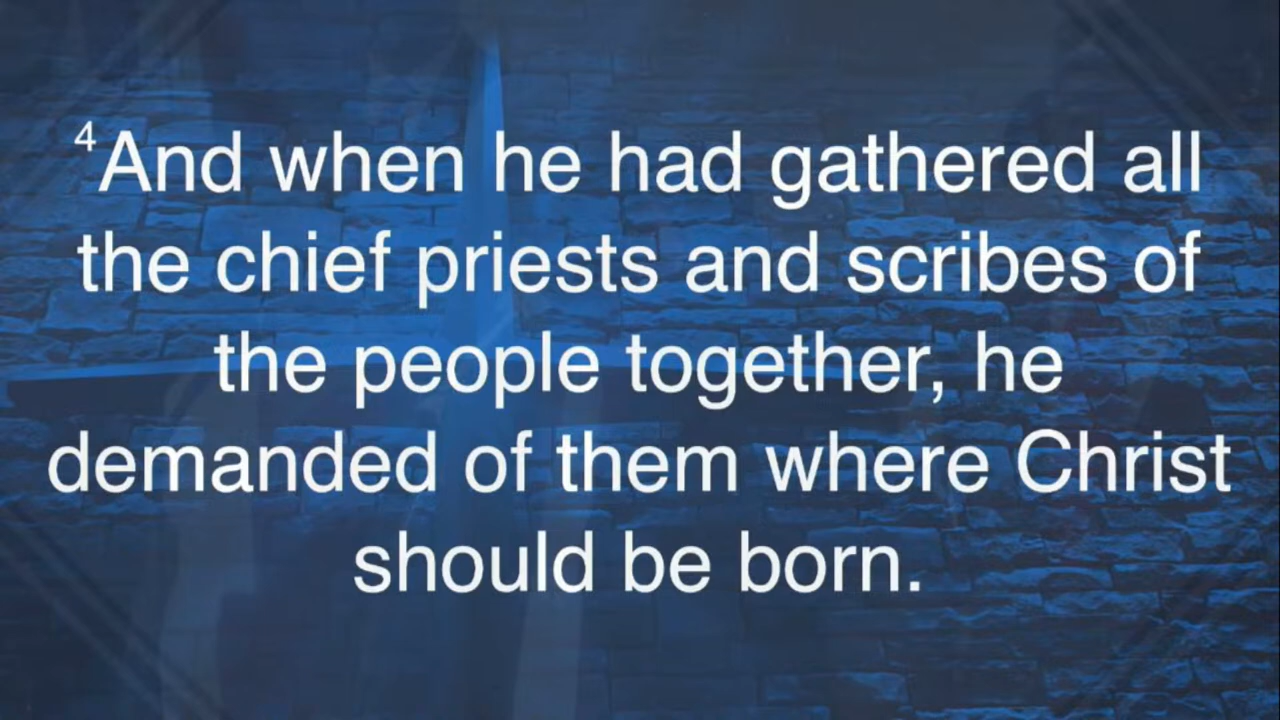 ⁴And when he had gathered all
the chief priests and scribes of
the people together, he
demanded of them where Christ
should be born.